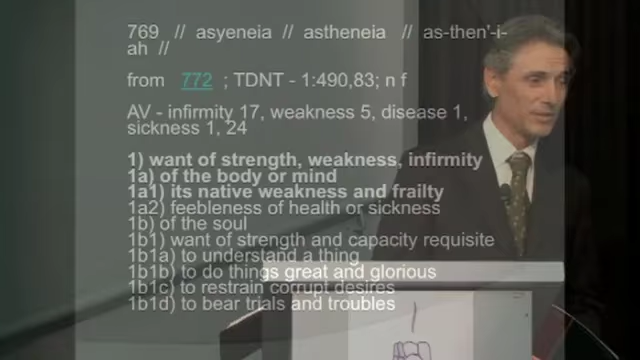 769 // asyeneia // astheneia // as-then'-i-
ah //
from 772 ; TDNT - 1:490,83; n f
AV - infirmity 17, weakness 5, disease 1,
sickness 1, 24
1) want of strength, weakness, infirmity
1a) of the body or mind
1a1) its native weakness and frailty
1a2) feebleness of health or sickness
1b) of the soul
1b1) want of strength and capacity requisite
1b1a) to understand a thing
1b1b) to do things great and glorious
1b1c) to restrain corrupt desires
1b1d) to bear trials and troubles